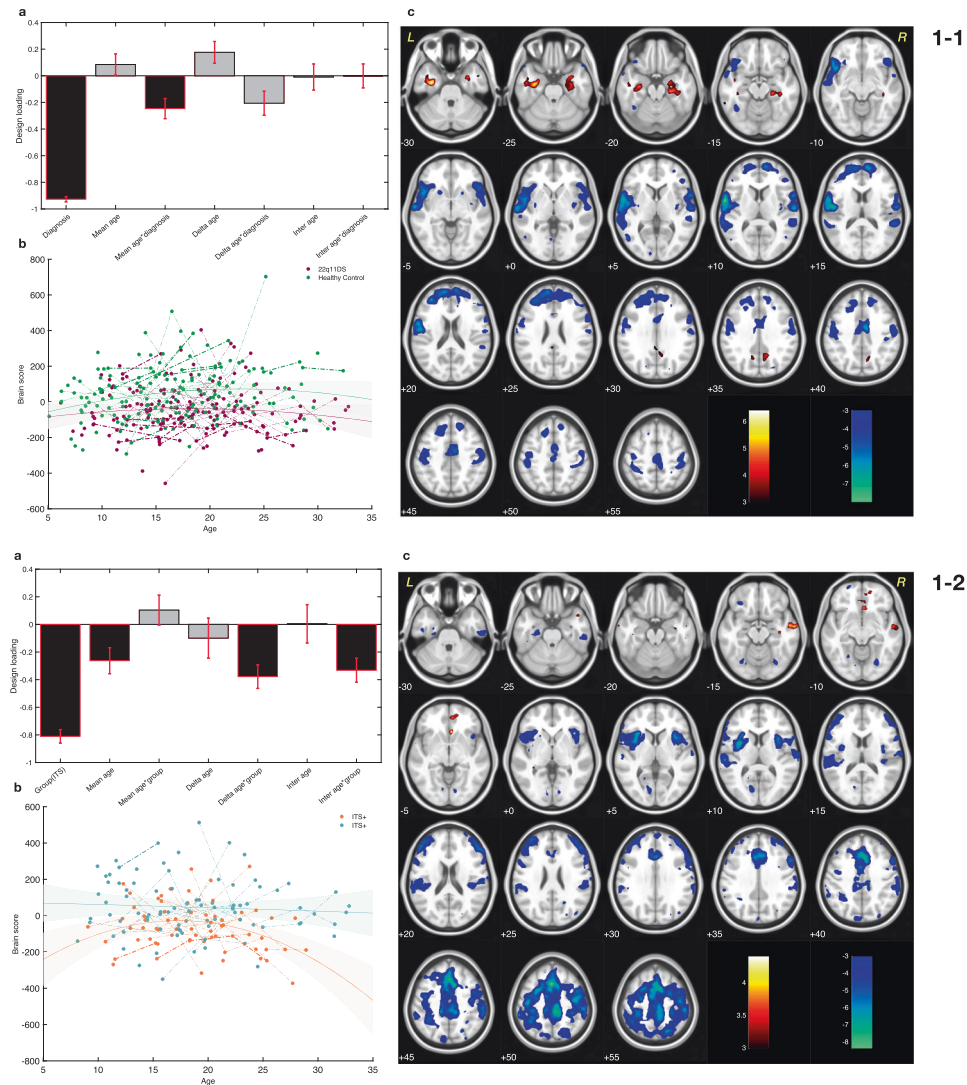 a
0.4
0.2
0
-0.2
-0.4
-0.6
-0.8
-1
Design loading
Diagnosis
Mean age
Mean age*diagnosis
Delta age
Delta age*diagnosis
Inter age
Inter age*diagnosis
b
800
600
400
200
0
-200
-400
-600
Brain score
22q11DS
Healthy Control
5 10 15 20 25 30 35
Age
c
1-1
L R
-30 -25 -20 -15 -10
-5 +0 +5 +10 +15
+20 +25 +30 +35 +40
+45 +50 +55
6
5
4
3
-3
-4
-5
-6
-7
a
0.4
0.2
0
-0.2
-0.4
-0.6
-0.8
-1
Design loading
Group(ITS)
Mean age
Mean age*group
Delta age
Delta age*group
Inter age
Inter age*group
b
600
400
200
0
-200
-400
-600
-800
Brain score
ITS+
ITS+
5 10 15 20 25 30 35
Age
c
1-2
L R
-30 -25 -20 -15 -10
-5 +0 +5 +10 +15
+20 +25 +30 +35 +40
+45 +50 +55
4
3.5
3
-3
-4
-5
-6
-7
-8